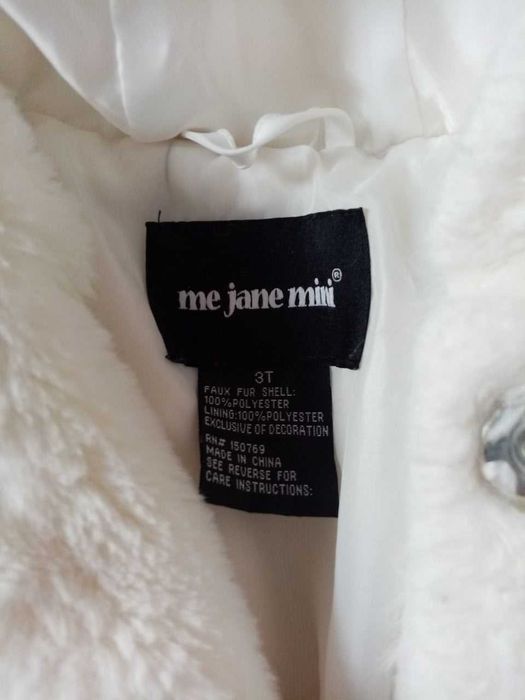 me jane mini®
3T
FAUX FUR SHELL:
100%POLYESTER
LINING:100%POLYESTER
EXCLUSIVE OF DECORATION
RN# 150769
MADE IN CHINA
SEE REVERSE FOR
CARE INSTRUCTIONS: